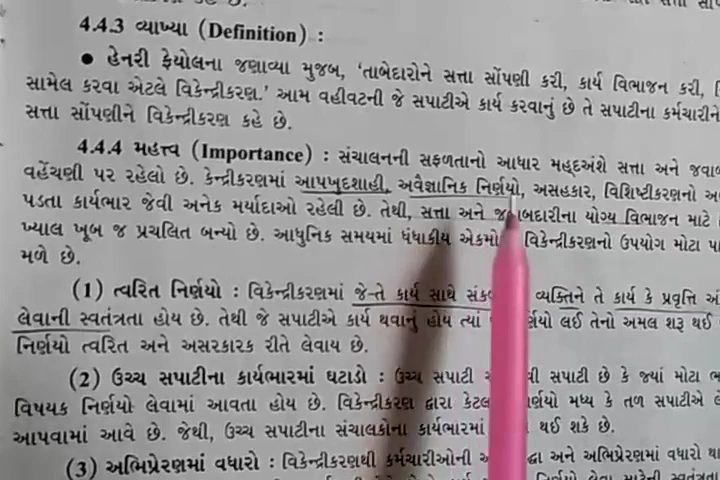 4.4.3 વ્યાખ્યા (Definition) :
● હેનરી ફેયોલના જણાવ્યા મુજબ, ‘તાબેદારોને સત્તા સોંપણી કરી, કાર્ય વિભાજન કરી,
સામેલ કરવા એટલે વિકેન્દ્રીકરણ.’ આમ વહીવટની જે સપાટીએ કાર્ય કરવાનું છે તે સપાટીના કર્મચારીને
સત્તા સોંપણીને વિકેન્દ્રીકરણ કહે છે.
4.4.4 મહત્ત્વ (Importance) : સંચાલનની સફળતાનો આધાર મહદ્અંશે સત્તા અને
વહેંચણી પર રહેલો છે. કેન્દ્રીકરણમાં આપખુદશાહી, અવૈજ્ઞાનિક નિર્ણયો, અસહકાર, વિશિષ્ટીકરણનો
પડતા કાર્યભાર જેવી અનેક મર્યાદાઓ રહેલી છે. તેથી, સત્તા અને જવાબદારીના યોગ્ય વિભાજન માટે
ખ્યાલ ખૂબ જ પ્રચલિત બન્યો છે. આધુનિક સમયમાં ધંધાકીય વિકેન્દ્રીકરણનો ઉપયોગ મોટા
મળે છે.
(1) ત્વરિત નિર્ણયો : વિકેન્દ્રીકરણમાં જે-તે કાર્ય સાથે વ્યક્તિને તે કાર્ય કે પ્રવૃત્તિ
લેવાની સ્વતંત્રતા હોય છે. તેથી જે સપાટીએ કાર્ય થવાનું હોય ત્યાં લઈ તેનો અમલ શરૂ થઈ
નિર્ણયો ત્વરિત અને અસરકારક રીતે લેવાય છે.
(2) ઉચ્ચ સપાટીના કાર્યભારમાં ઘટાડો : ઉચ્ચ સપાટી સપાટી છે કે જ્યાં મોટા
વિષયક નિર્ણયો લેવામાં આવતા હોય છે. વિકેન્દ્રીકરણ દ્વારા મધ્ય કે તળ સપાટીએ
આપવામાં આવે છે. જેથી, ઉચ્ચ સપાટીના સંચાલકોના કાર્યભારમાં થઈ શકે છે.
(3) અભિપ્રેરણમાં વધારો : વિકેન્દ્રીકરણથી કર્મચારીઓની અને અભિપ્રેરણમાં વધારો